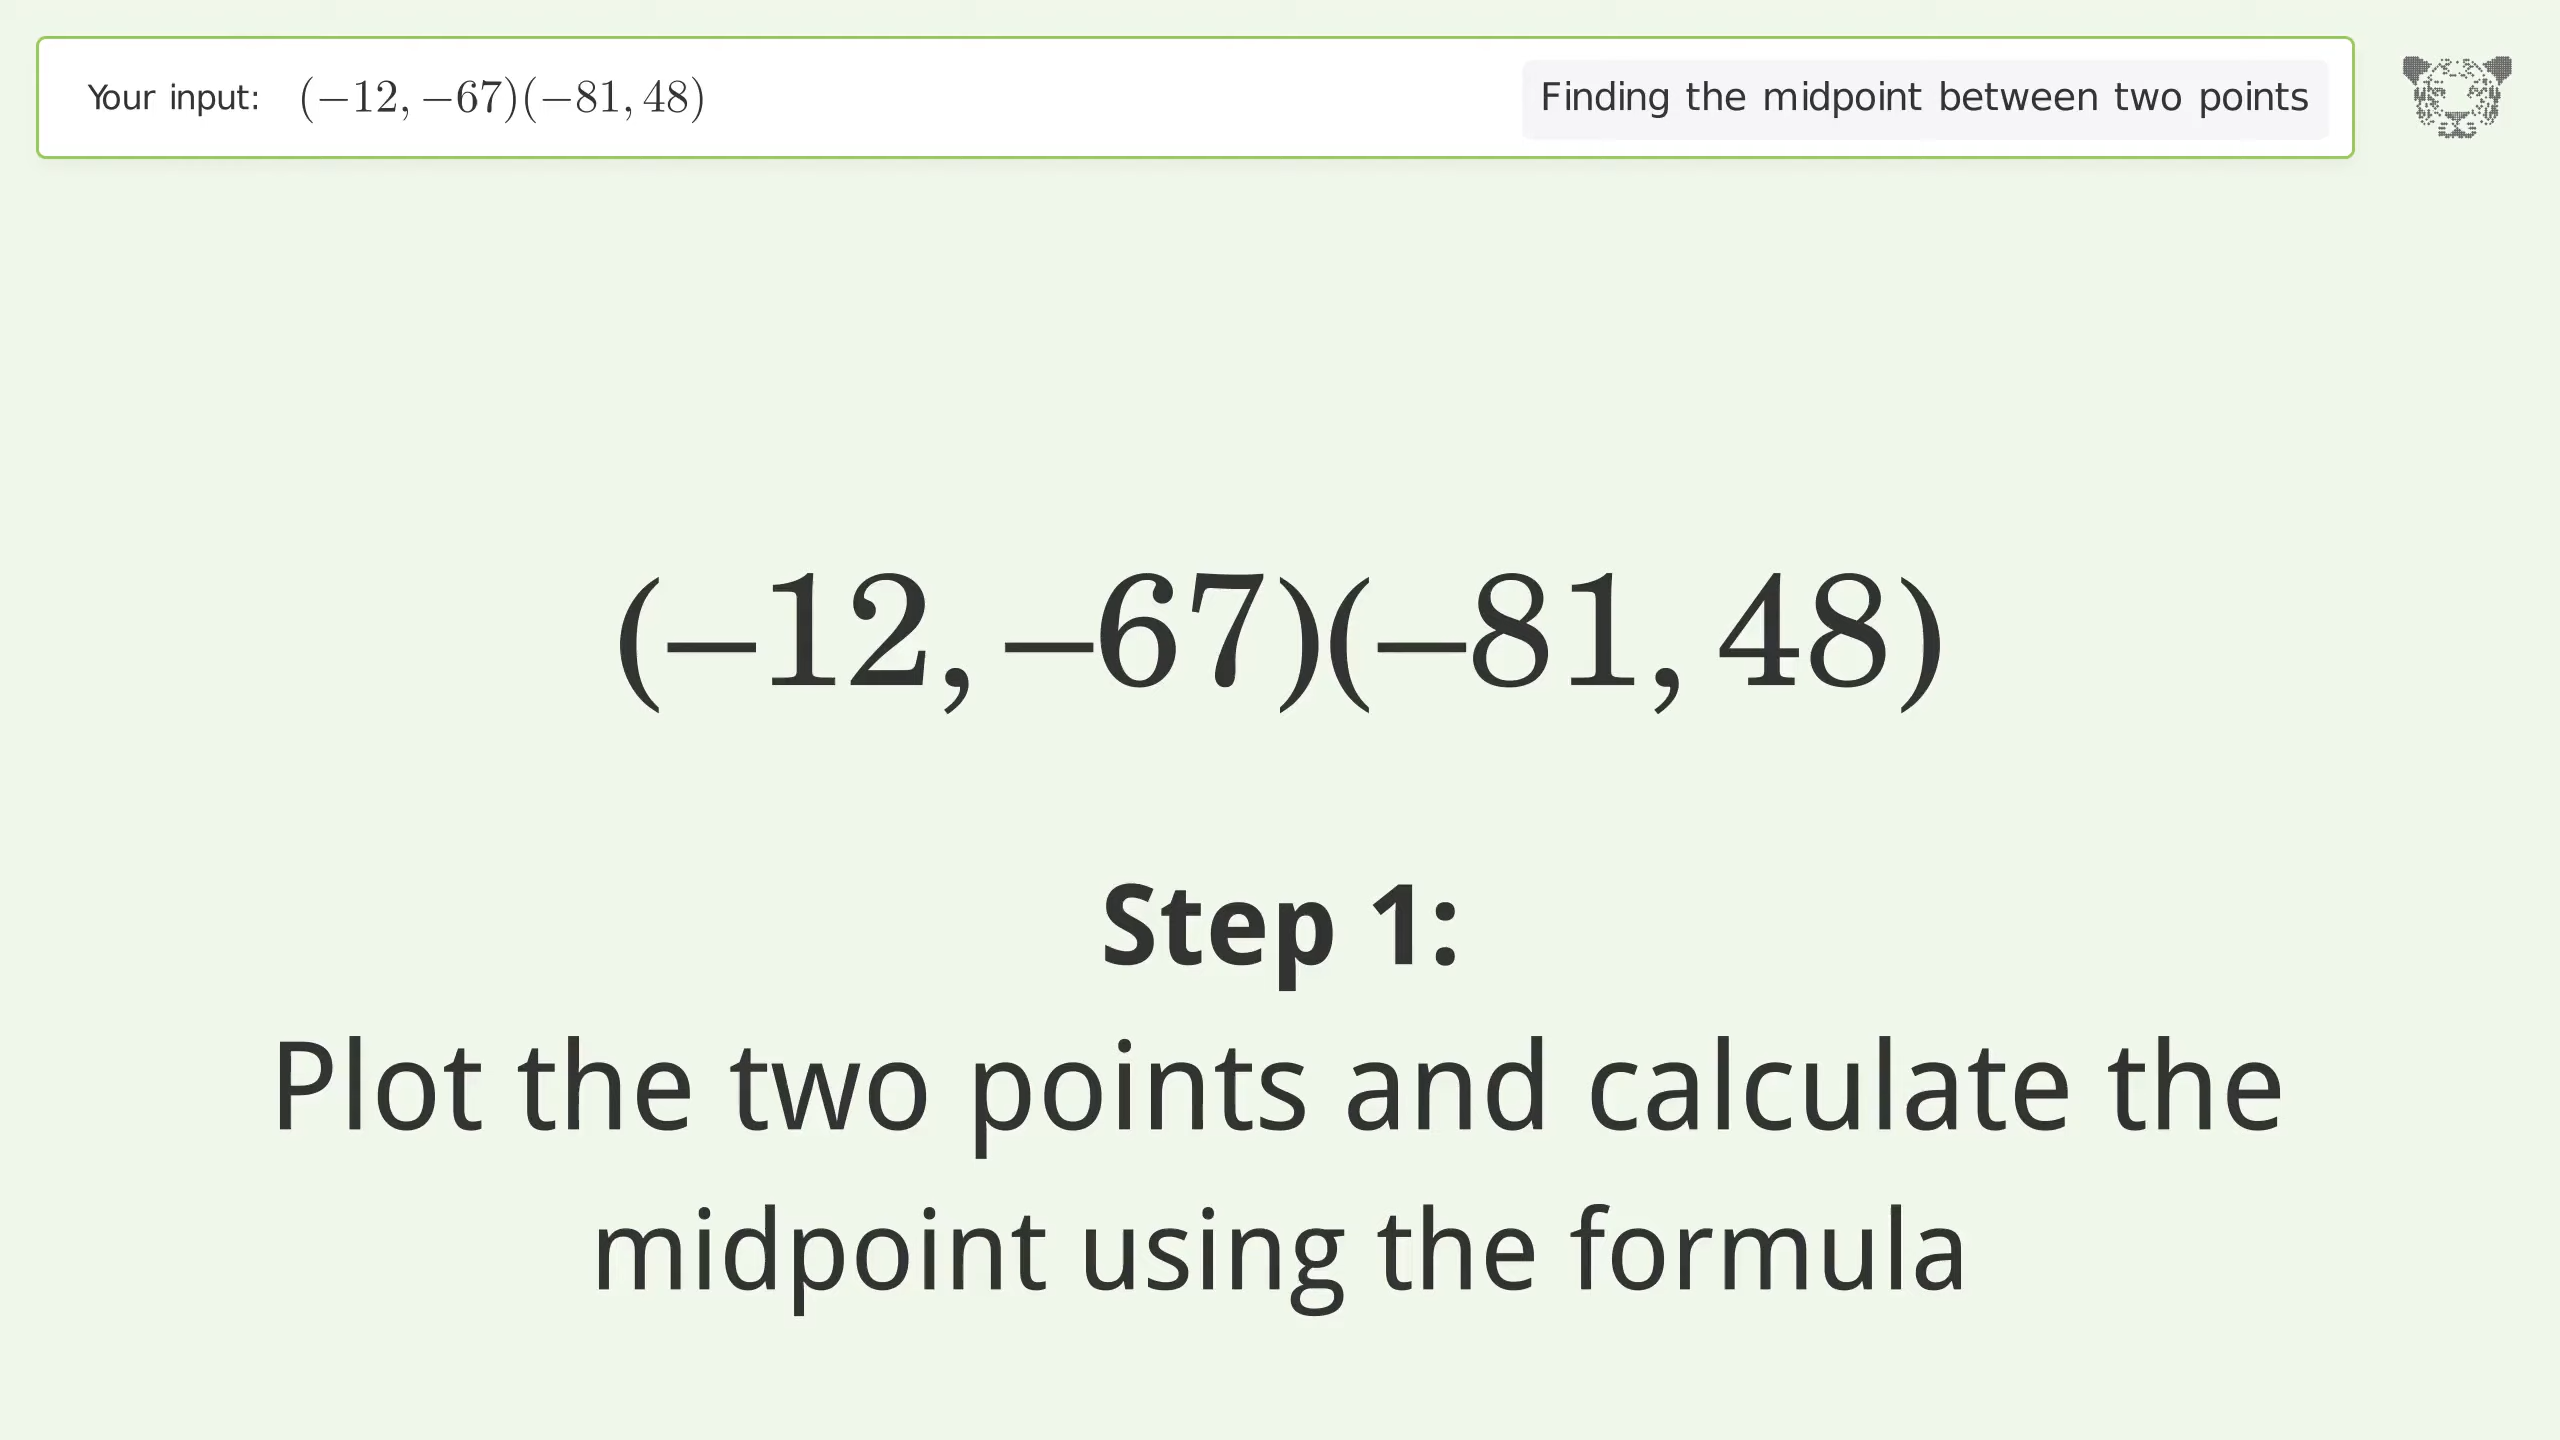 Your input: (−12, −67)(−81, 48)
Finding the midpoint between two points
(−12, −67)(−81, 48)
Step 1:
Plot the two points and calculate the
midpoint using the formula